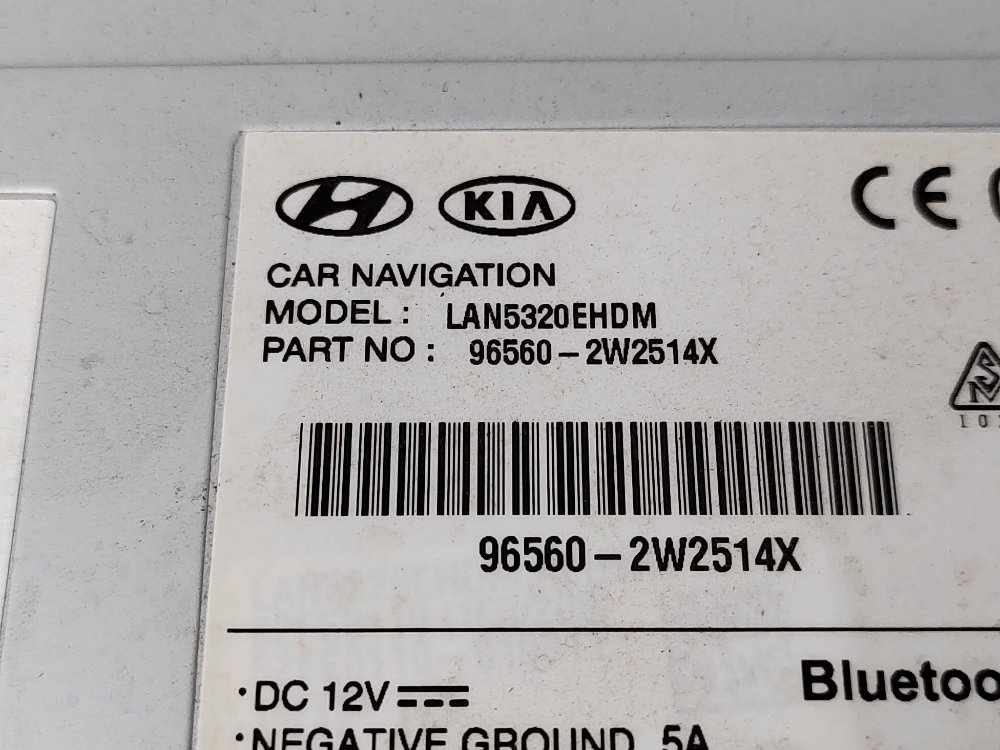 KIA
CE
CAR NAVIGATION
MODEL : LAN5320EHDM
PART NO : 96560-2W2514X
96560-2W2514X
Bluetoo
·DC 12V
·NEGATIVE GROUND 5A